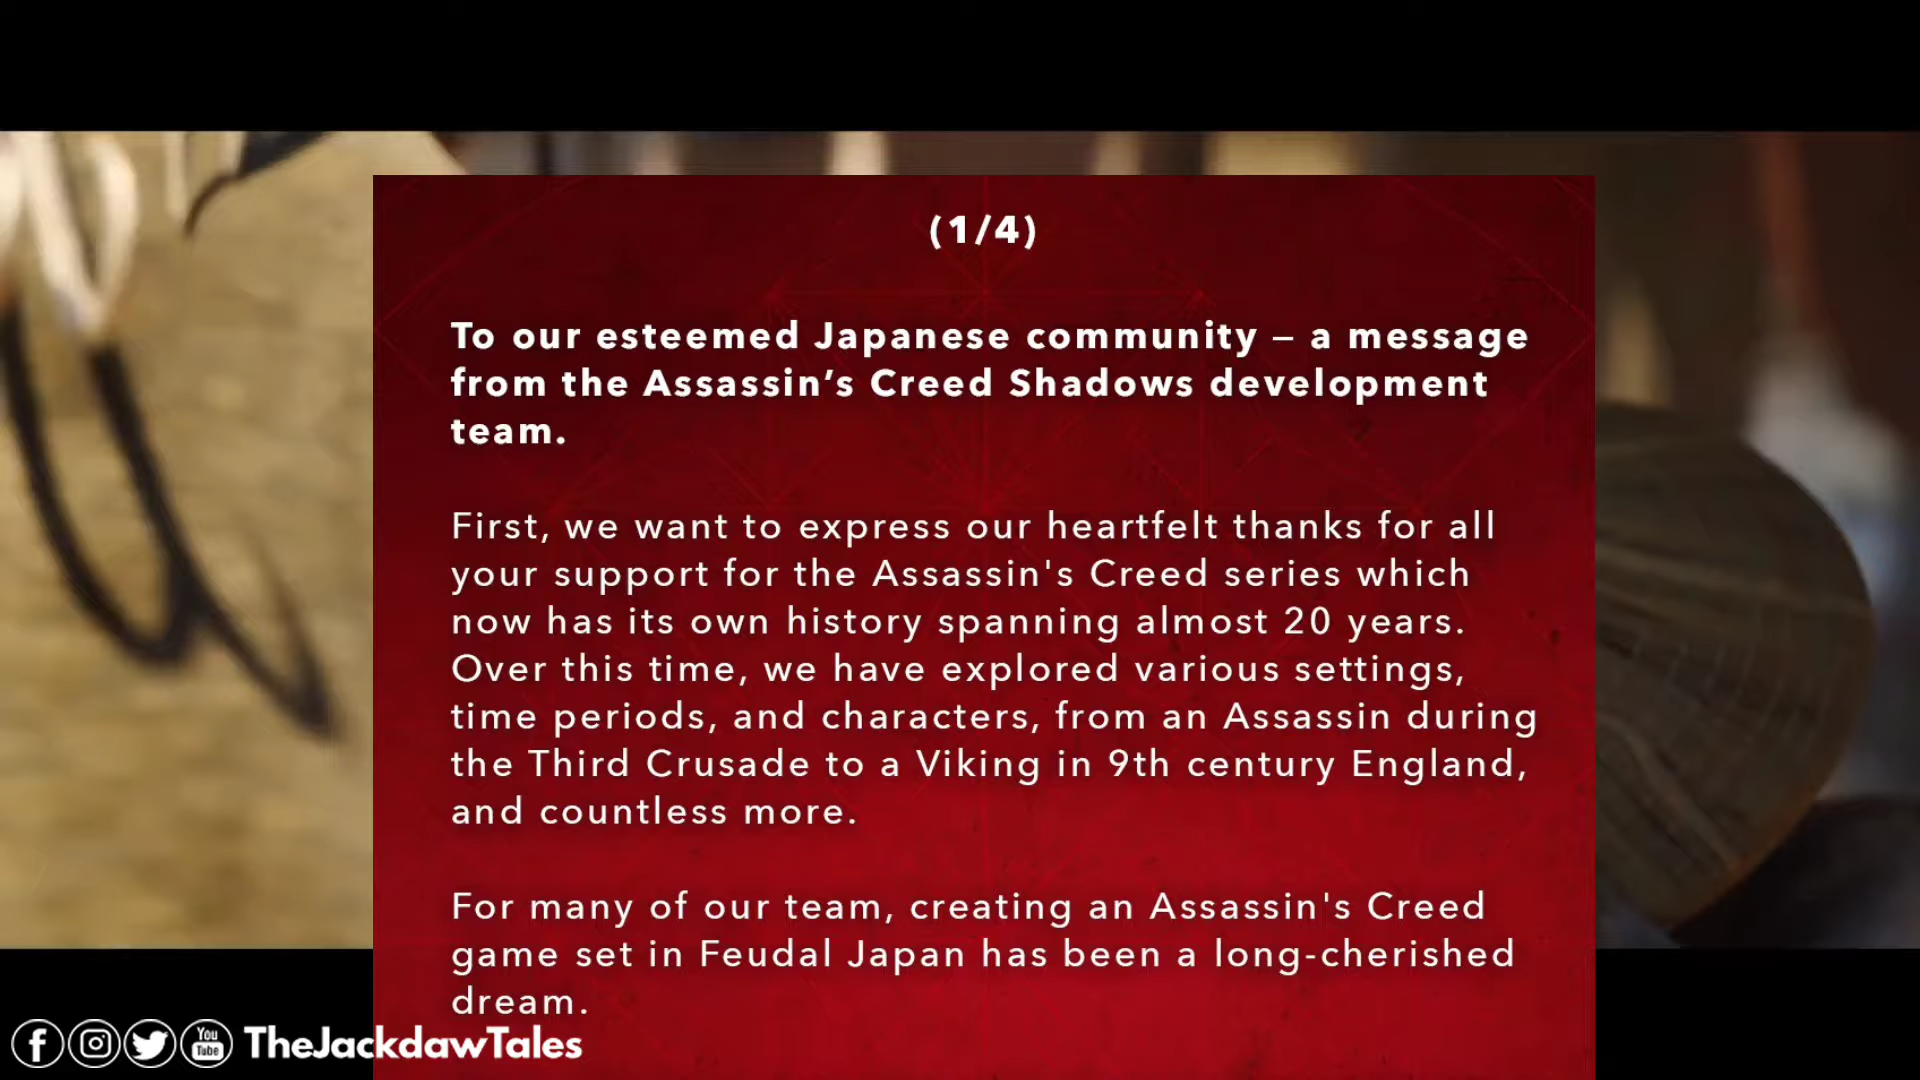 (1/4)
To our esteemed Japanese community – a message
from the Assassin’s Creed Shadows development
team.
First, we want to express our heartfelt thanks for all
your support for the Assassin's Creed series which
now has its own history spanning almost 20 years.
Over this time, we have explored various settings,
time periods, and characters, from an Assassin during
the Third Crusade to a Viking in 9th century England,
and countless more.
For many of our team, creating an Assassin's Creed
game set in Feudal Japan has been a long-cherished
dream.
You
Tube
TheJackdawTales